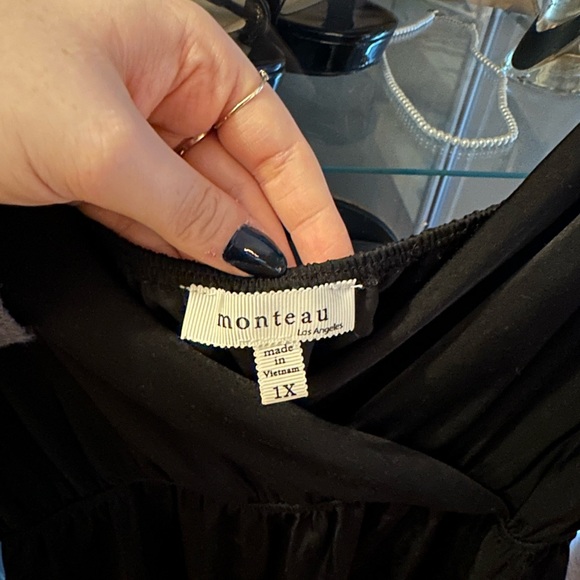 monteau
Los Angeles
made
in
Vietnam
1X